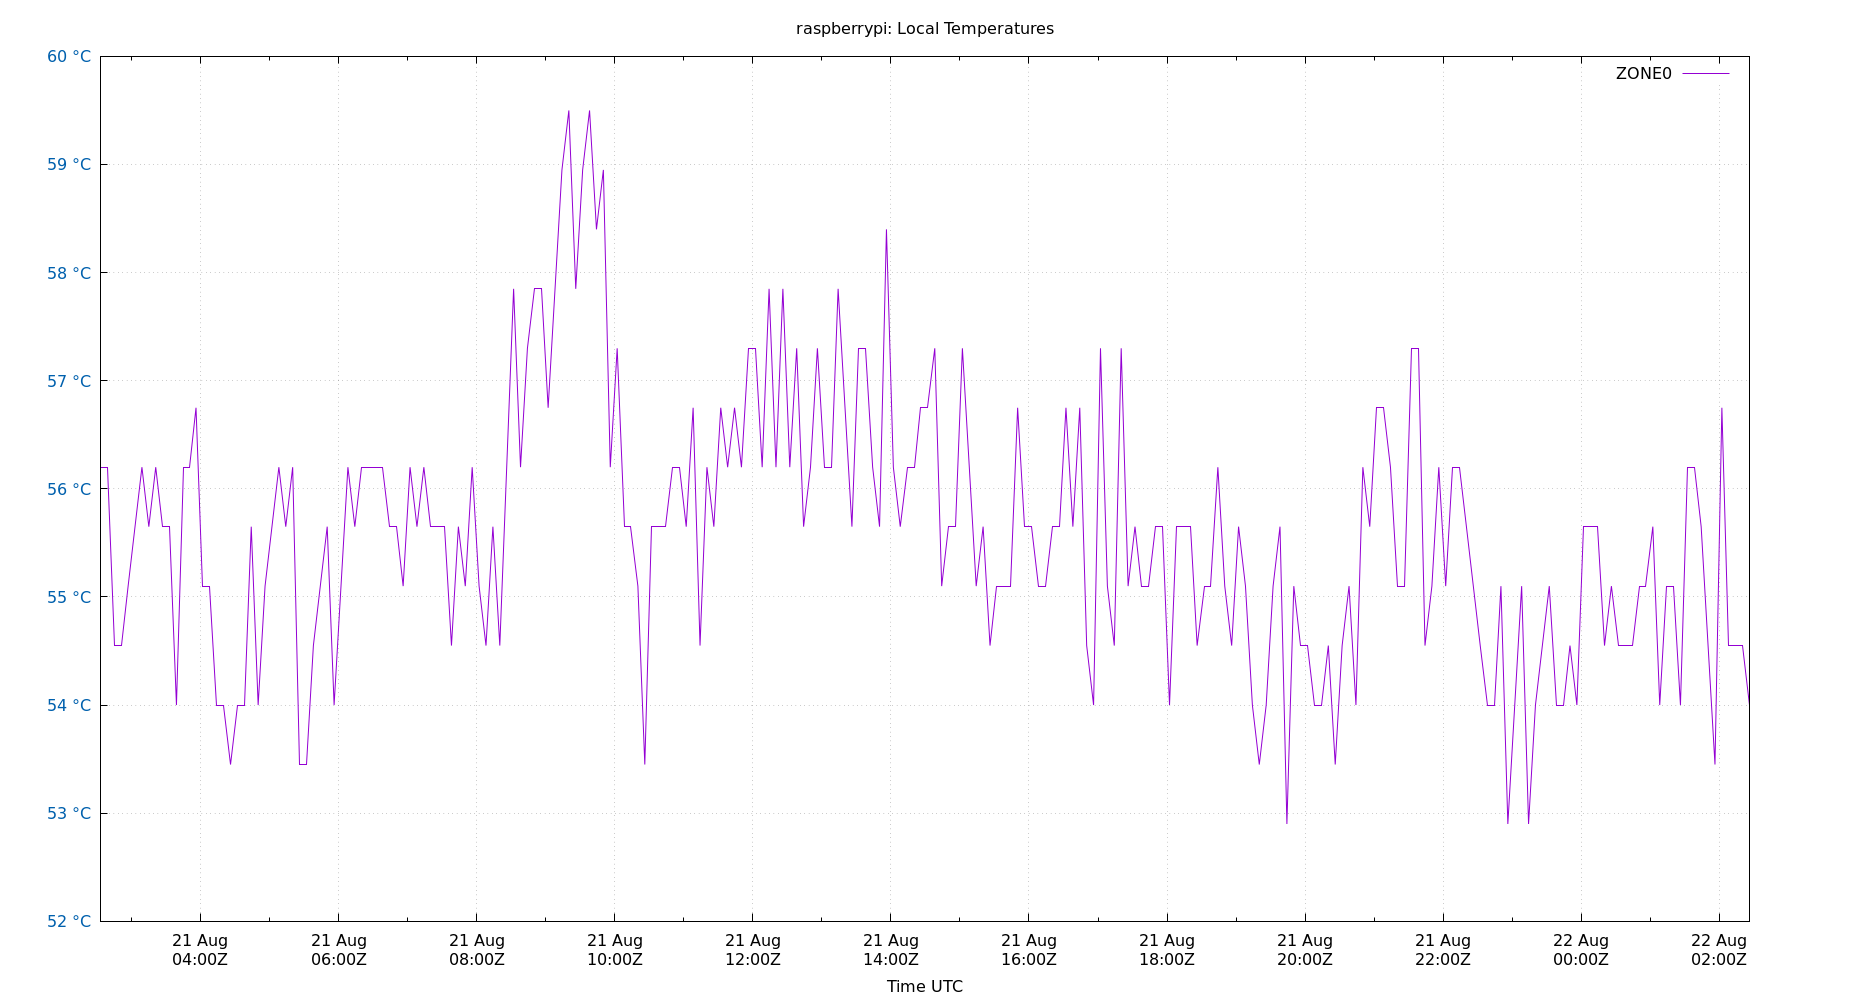 raspberrypi: Local Temperatures
60 °C
ZONE0
59 °C
58 °C
57 °C
56 °C
55 °C
54 °C
53 °C
52 °C
21 Aug 21 Aug 21 Aug 21 Aug 21 Aug 21 Aug 21 Aug 21 Aug 21 Aug 21 Aug 22 Aug 22 Aug
04:00Z 06:00Z 08:00Z 10:00Z 12:00Z 14:00Z 16:00Z 18:00Z 20:00Z 22:00Z 00:00Z 02:00Z
Time UTC